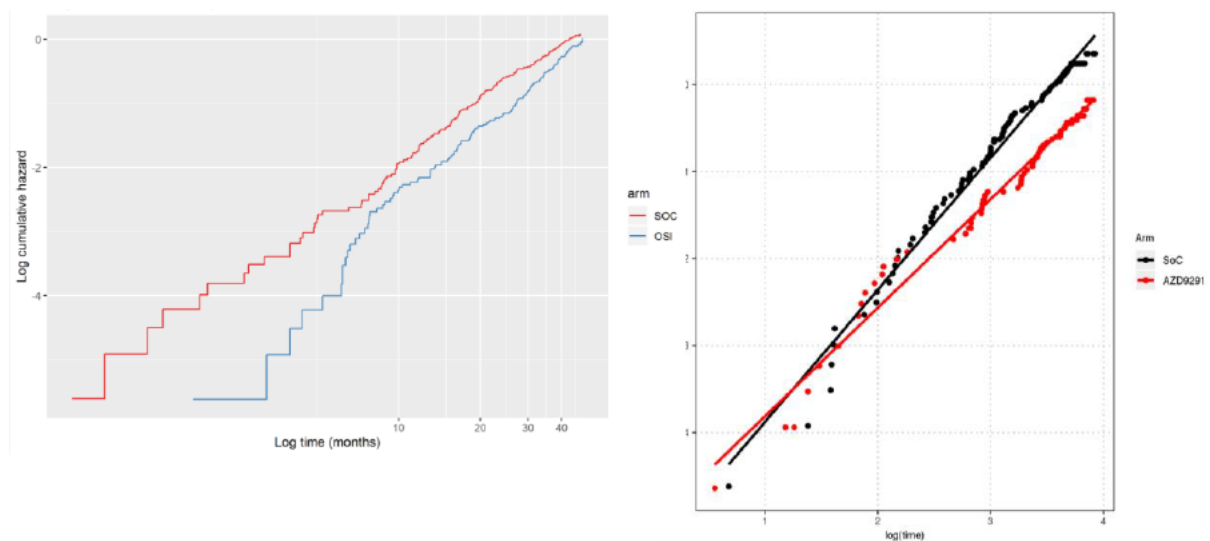 0
-2
-4
Log cumulative hazard
10
20
30
40
Log time (months)
arm
SOC
OSI
1
2
3
4
log(time)
Arm
SoC
AZD9291